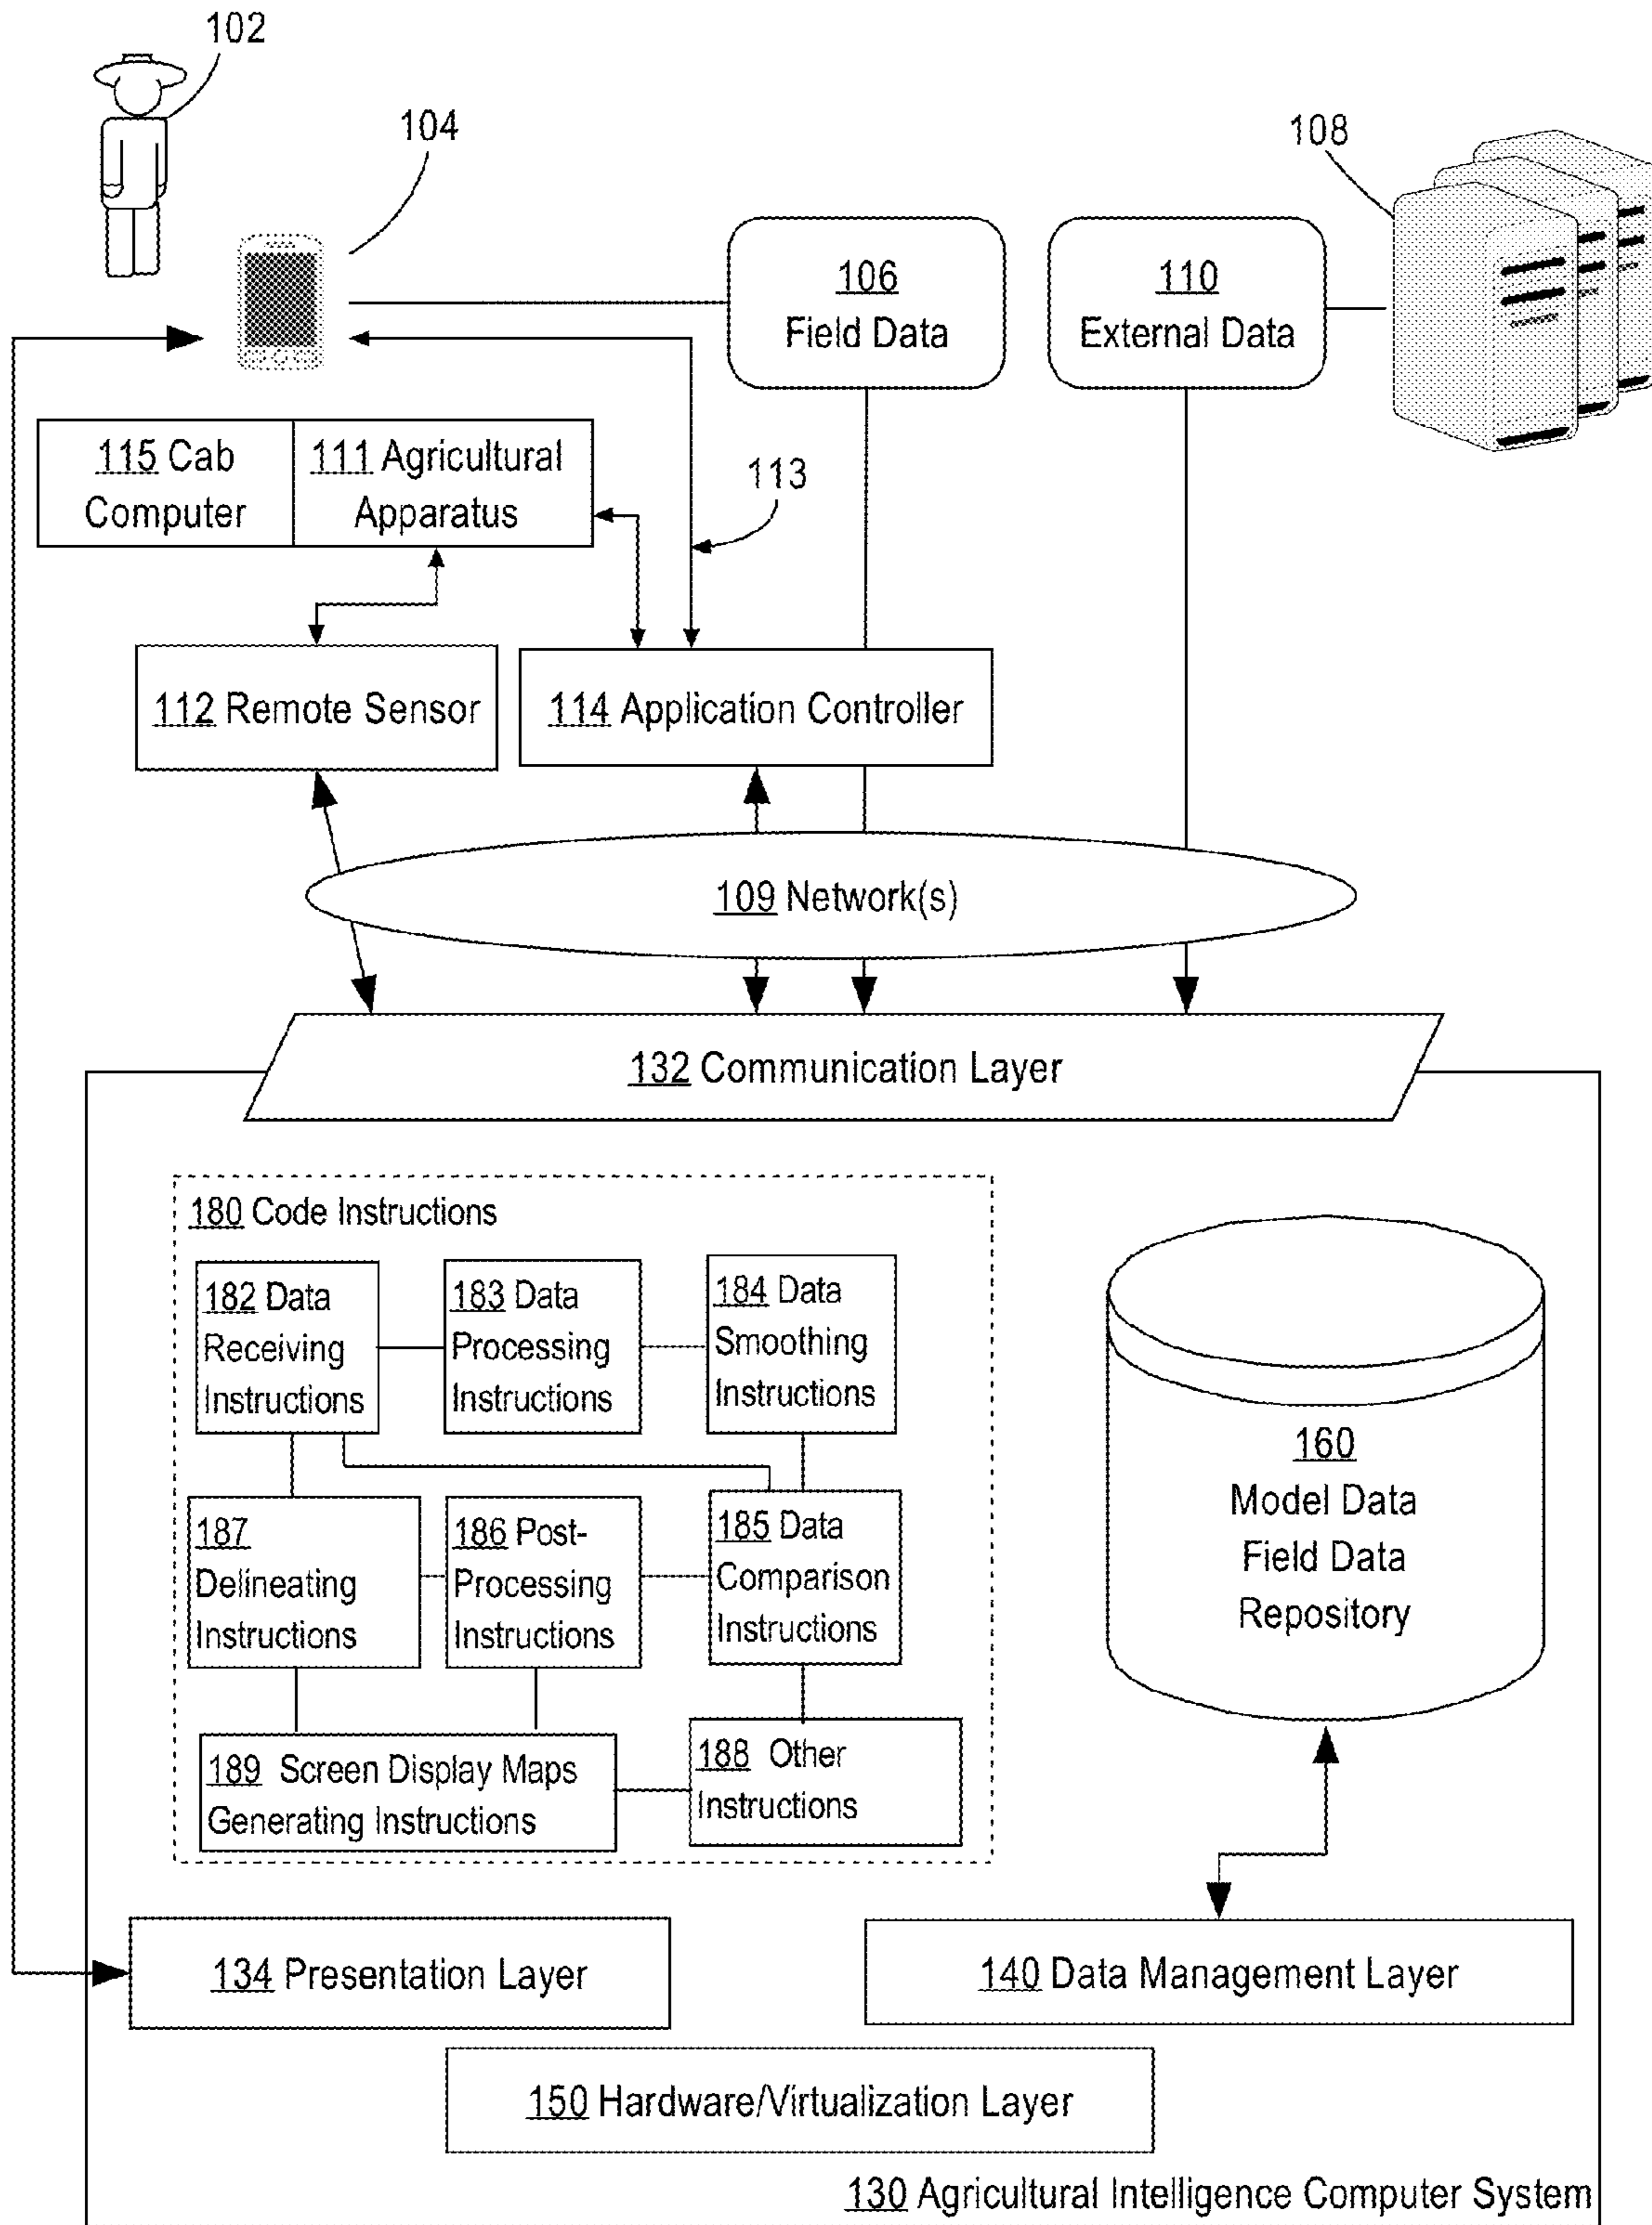 102
104
108
106
Field Data
110
External Data
115 Cab
Computer
111 Agricultural
Apparatus
113
112 Remote Sensor
114 Application Controller
109 Network(s)
132 Communication Layer
180 Code Instructions
182 Data
Receiving
Instructions
183 Data
Processing
Instructions
184 Data
Smoothing
Instructions
187
Delineating
Instructions
186 Post-
Processing
Instructions
185 Data
Comparison
Instructions
189 Screen Display Maps
Generating Instructions
188 Other
Instructions
160
Model Data
Field Data
Repository
134 Presentation Layer
140 Data Management Layer
150 Hardware/Virtualization Layer
130 Agricultural Intelligence Computer System